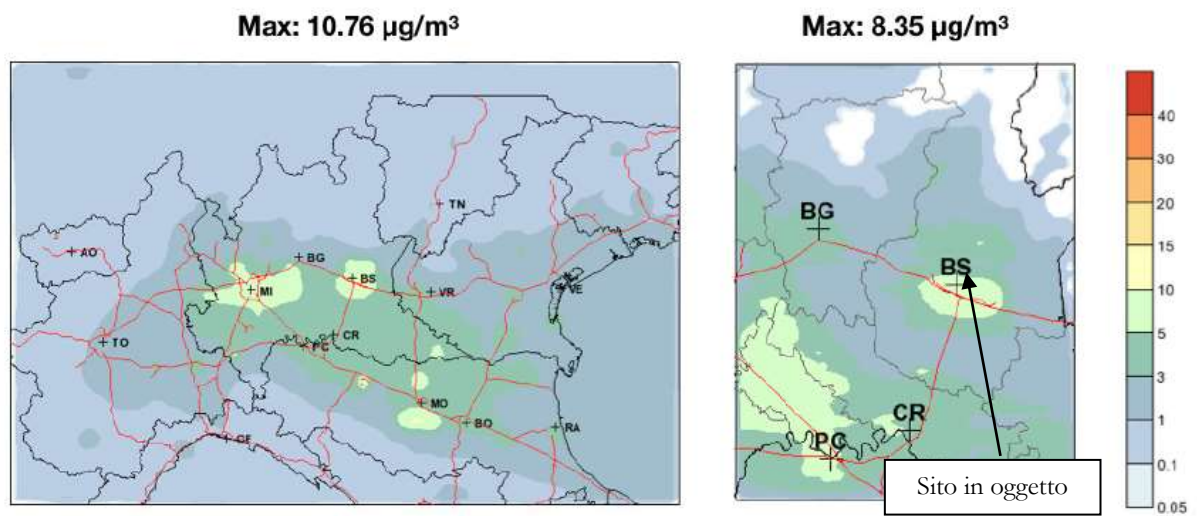 Max: 10.76 µg/m³
Max: 8.35 µg/m³
TN
AO
BG
BS
MI
VR
VE
TO
CR
PC
MO
BO
RA
GE
BG
BS
CR
PC
Sito in oggetto
40
30
20
15
10
5
3
1
0.1
0.05